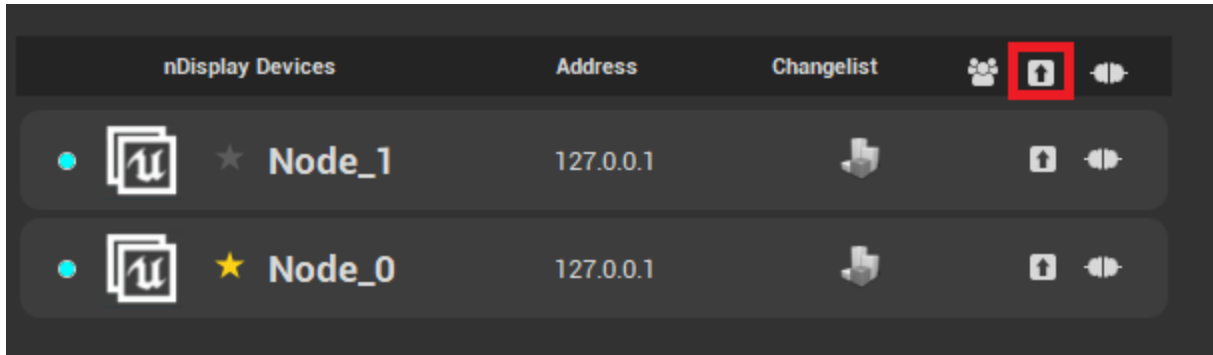 nDisplay Devices Address Changelist
Node_1 127.0.0.1
Node_0 127.0.0.1